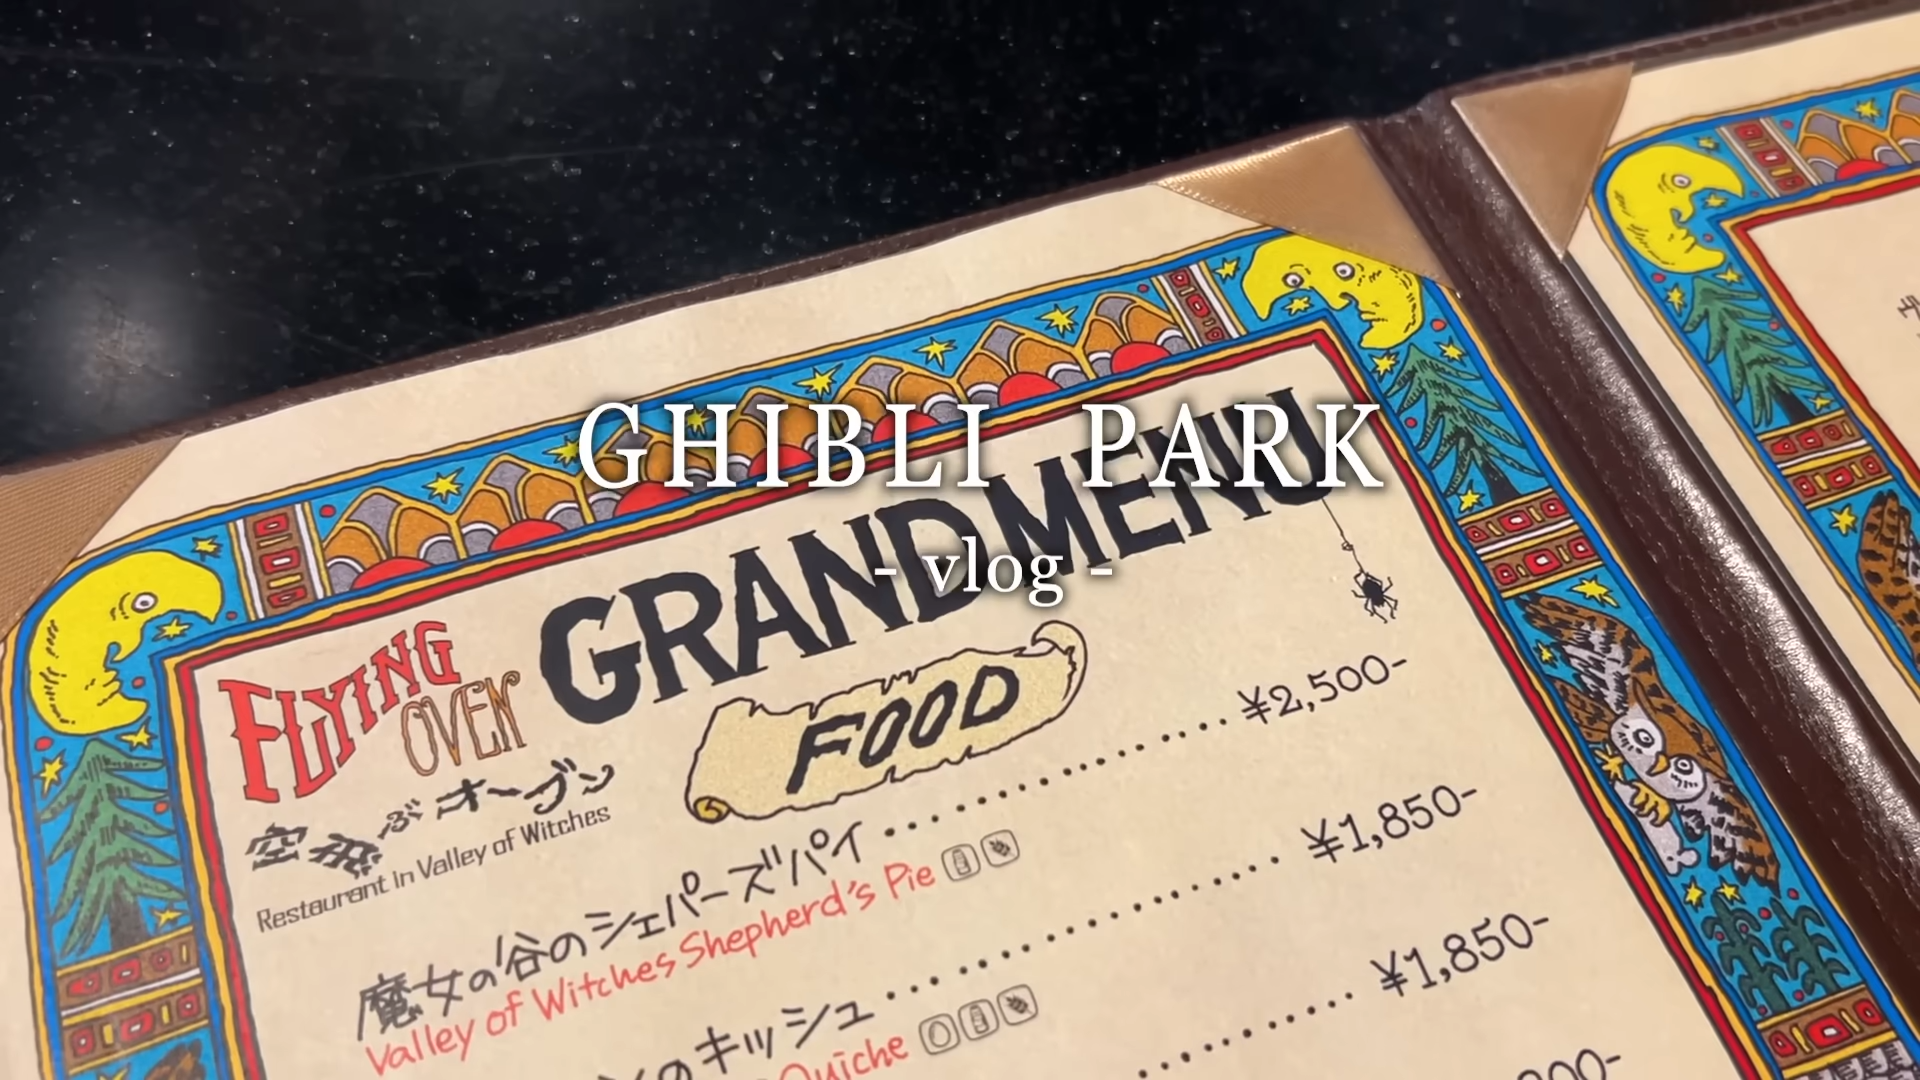 GHIBLI PARK
- vlog -
GRAND MENU
FLYING
OVEN
空飛ぶオーブン
Restaurant in Valley of Witches
FOOD
魔女の谷のシェパーズパイ ¥2,500-
Valley of Witches Shepherd's Pie
のキッシュ ¥1,850-
Quiche
¥1,850-